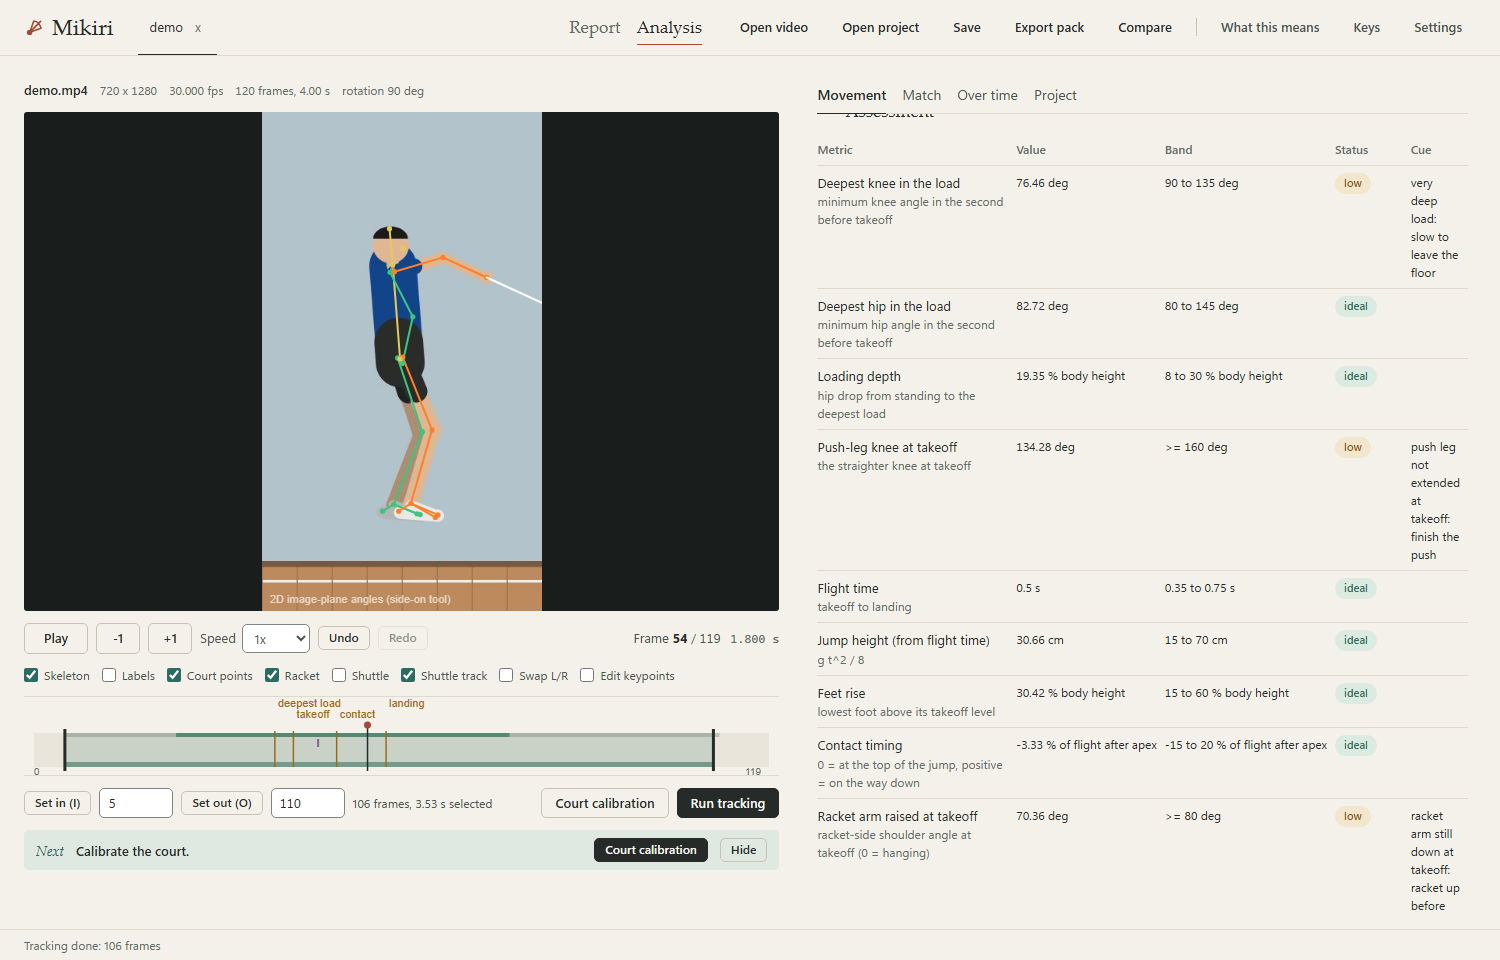 Mikiri
demo x
Report Analysis Open video Open project Save Export pack Compare What this means Keys Settings
demo.mp4 720 x 1280 30.000 fps 120 frames, 4.00 s rotation 90 deg
2D image-plane angles (side-on tool)
Play -1 +1 Speed 1x Undo Redo Frame 54 / 119 1.800 s
Skeleton Labels Court points Racket Shuttle Shuttle track Swap L/R Edit keypoints
deepest load landing
takeoff contact
0 119
Set in (I) 5 Set out (O) 110 106 frames, 3.53 s selected Court calibration Run tracking
Next Calibrate the court. Court calibration Hide
Movement Match Over time Project
Assessment
Metric Value Band Status Cue
Deepest knee in the load 76.46 deg 90 to 135 deg low very
minimum knee angle in the second deep
before takeoff load:
slow to
leave the
floor
Deepest hip in the load 82.72 deg 80 to 145 deg ideal
minimum hip angle in the second
before takeoff
Loading depth 19.35 % body height 8 to 30 % body height ideal
hip drop from standing to the
deepest load
Push-leg knee at takeoff 134.28 deg >= 160 deg low push leg
the straighter knee at takeoff not
extended
at
takeoff:
finish the
push
Flight time 0.5 s 0.35 to 0.75 s ideal
takeoff to landing
Jump height (from flight time) 30.66 cm 15 to 70 cm ideal
g t^2 / 8
Feet rise 30.42 % body height 15 to 60 % body height ideal
lowest foot above its takeoff level
Contact timing -3.33 % of flight after apex -15 to 20 % of flight after apex ideal
0 = at the top of the jump, positive
= on the way down
Racket arm raised at takeoff 70.36 deg >= 80 deg low racket
racket-side shoulder angle at arm still
takeoff (0 = hanging) down at
takeoff:
racket up
before
Tracking done: 106 frames